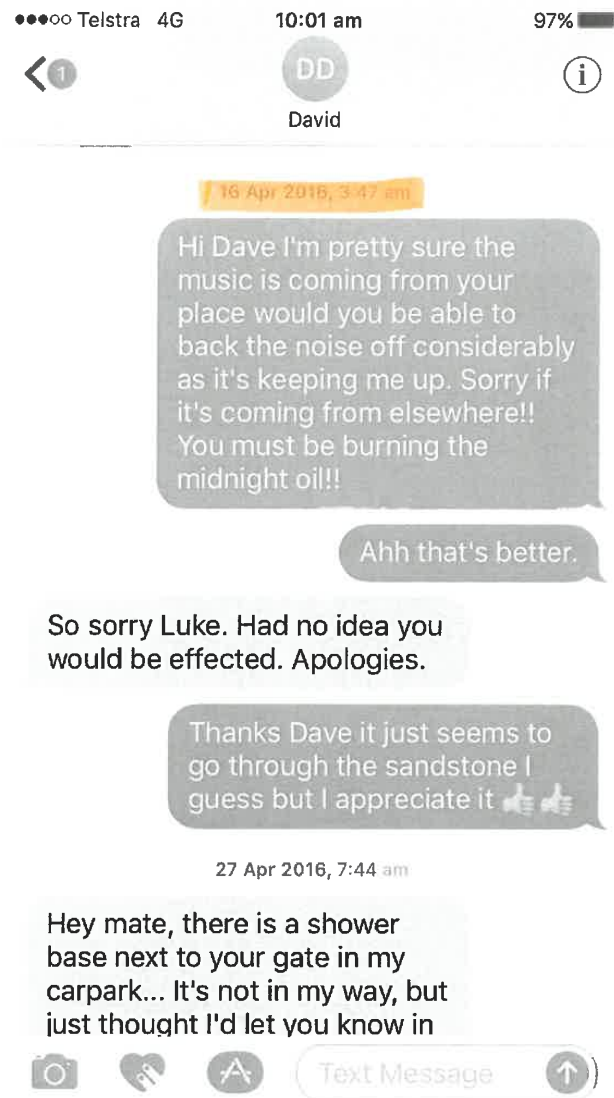 Telstra 4G 10:01 am 97%
1
DD
i
David
16 Apr 2016, 3:47 am
Hi Dave I'm pretty sure the
music is coming from your
place would you be able to
back the noise off considerably
as it's keeping me up. Sorry if
it's coming from elsewhere!!
You must be burning the
midnight oil!!
Ahh that's better.
So sorry Luke. Had no idea you
would be effected. Apologies.
Thanks Dave it just seems to
go through the sandstone I
guess but I appreciate it 👍👍
27 Apr 2016, 7:44 am
Hey mate, there is a shower
base next to your gate in my
carpark... It's not in my way, but
just thought I'd let you know in
Text Message